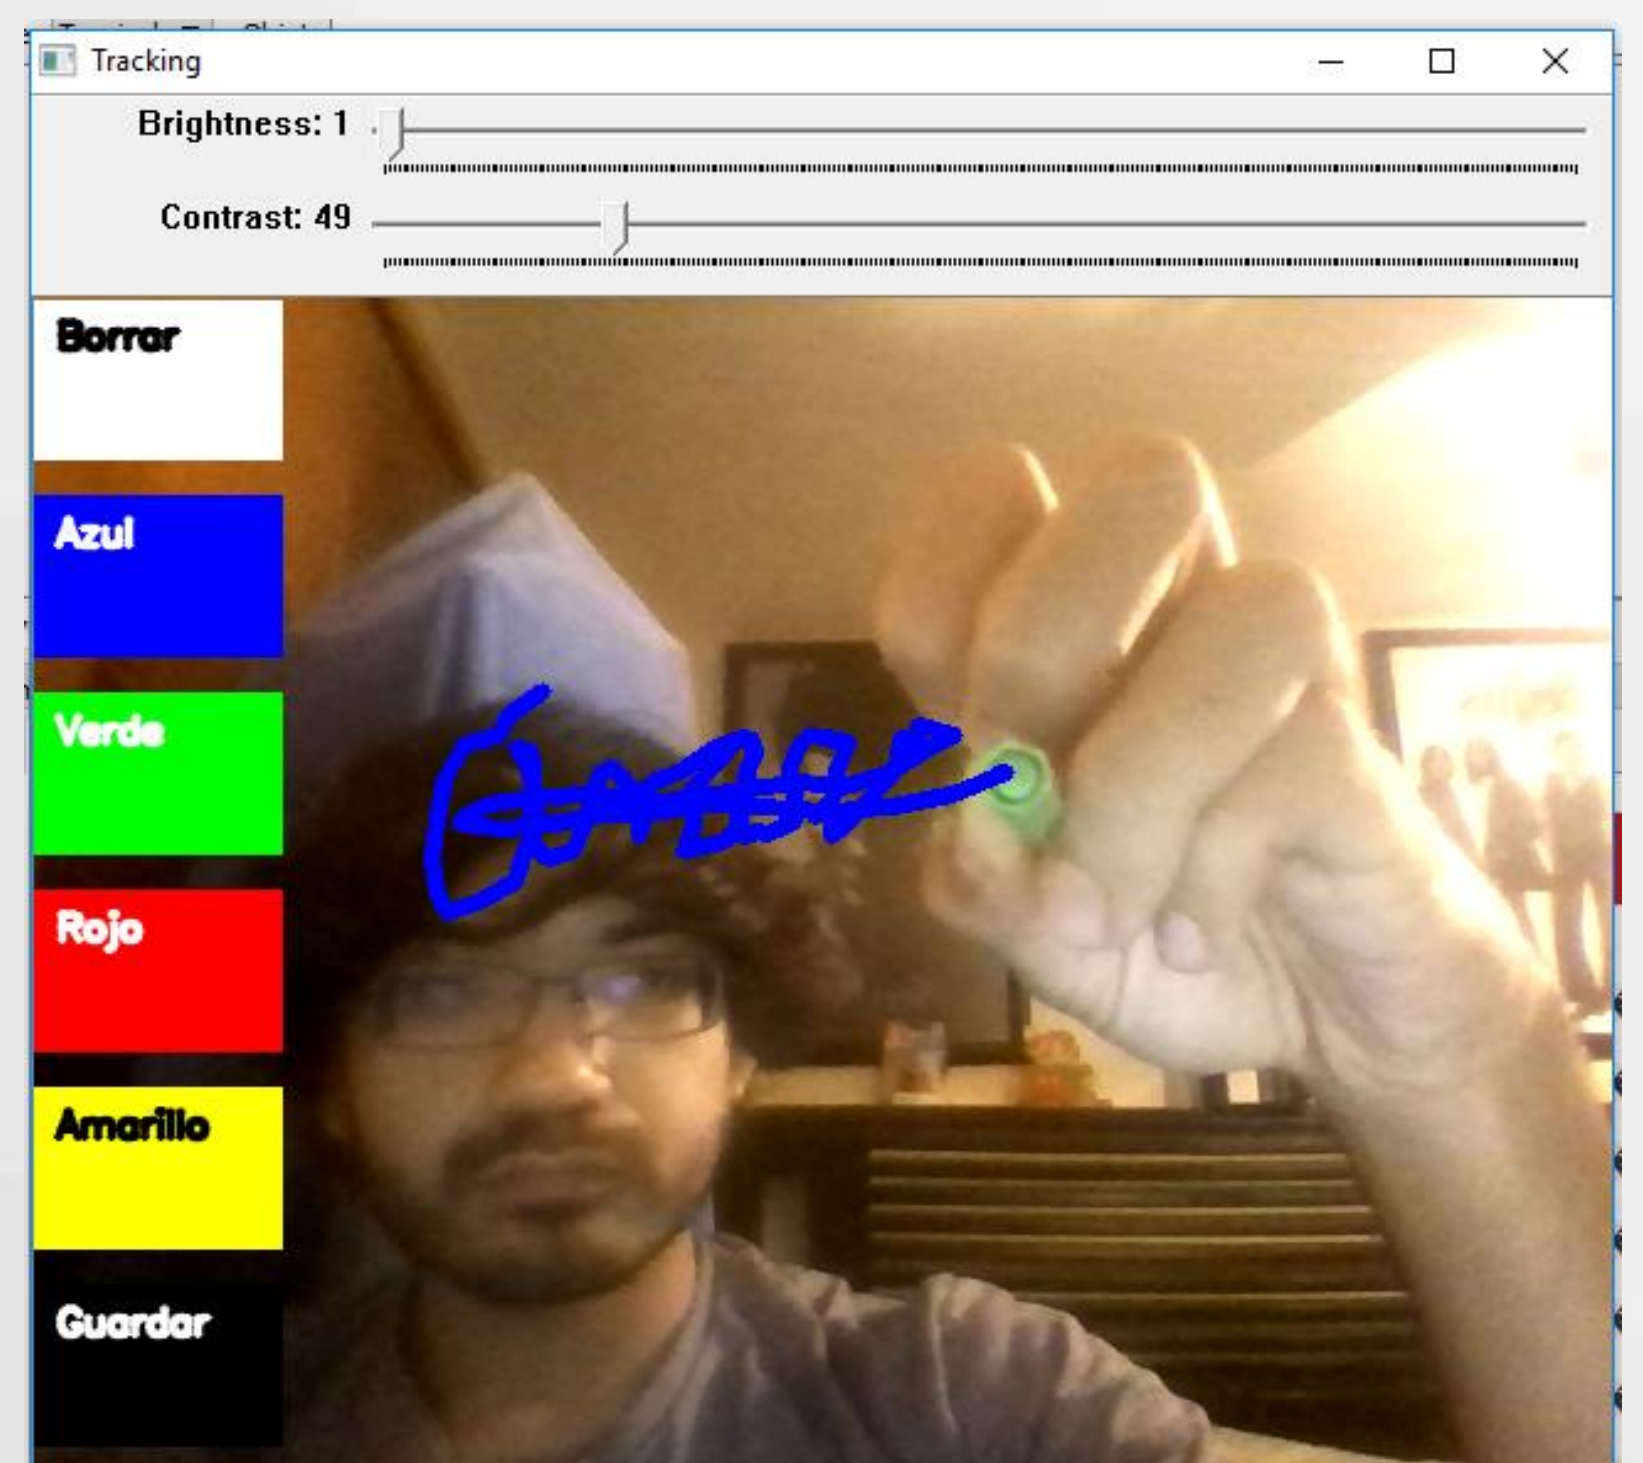 Tracking
Brightness: 1
Contrast: 49
Borrar
Azul
Verde
Rojo
Amarillo
Guardar